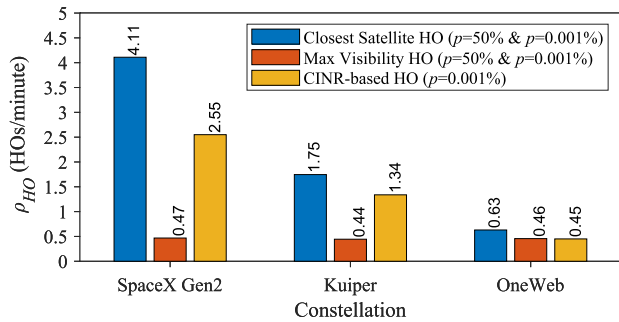 5
4.5
4
3.5
3
2.5
2
1.5
1
0.5
0
ρHO (HOs/minute)
Closest Satellite HO (p=50% & p=0.001%)
Max Visibility HO (p=50% & p=0.001%)
CINR-based HO (p=0.001%)
4.11
0.47
2.55
1.75
0.44
1.34
0.63
0.46
0.45
SpaceX Gen2
Kuiper
OneWeb
Constellation